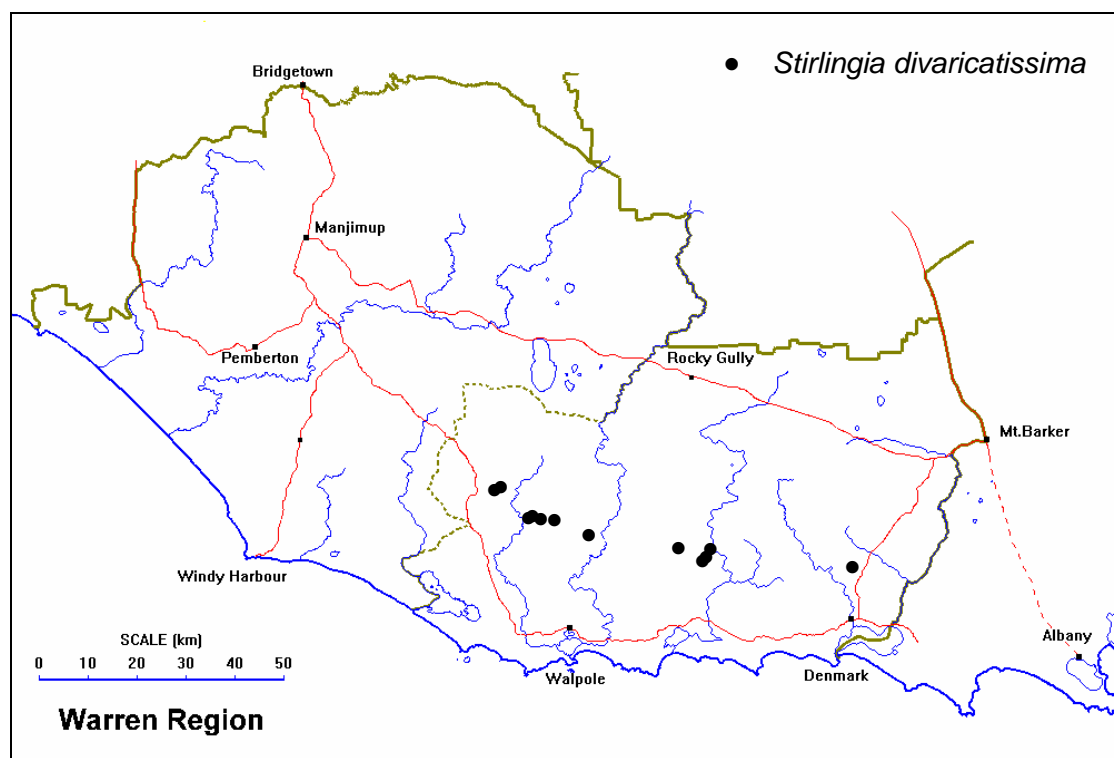 Stirlingia divaricatissima
Bridgetown
Manjimup
Pemberton
Rocky Gully
Mt.Barker
Windy Harbour
SCALE (km)
0 10 20 30 40 50
Walpole
Denmark
Albany
Warren Region